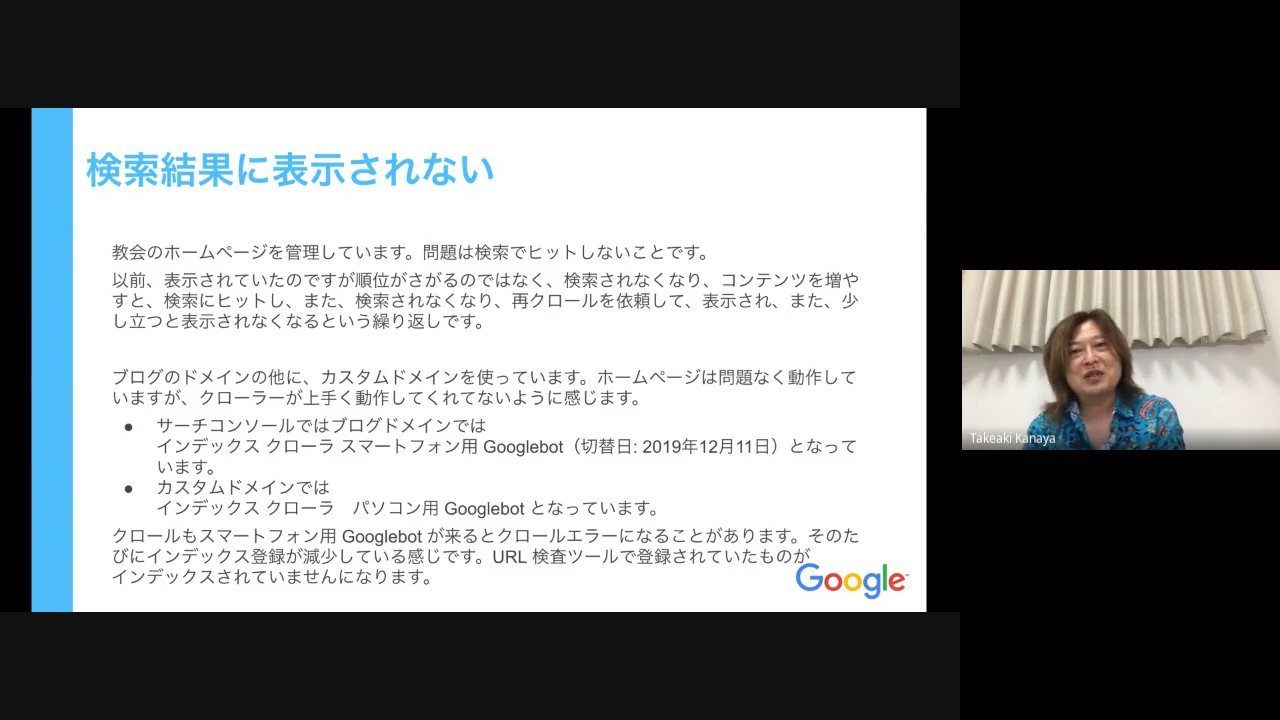 検索結果に表示されない
教会のホームページを管理しています。問題は検索でヒットしないことです。
以前、表示されていたのですが順位がさがるのではなく、検索されなくなり、コンテンツを増や
すと、検索にヒットし、また、検索されなくなり、再クロールを依頼して、表示され、また、少
し立つと表示されなくなるという繰り返しです。
ブログのドメインの他に、カスタムドメインを使っています。ホームページは問題なく動作して
いますが、クローラーが上手く動作してくれてないように感じます。
● サーチコンソールではブログドメインでは
インデックス クローラ スマートフォン用 Googlebot（切替日: 2019年12月11日）となって
います。
● カスタムドメインでは
インデックス クローラ　パソコン用 Googlebot となっています。
クロールもスマートフォン用 Googlebot が来るとクロールエラーになることがあります。そのた
びにインデックス登録が減少している感じです。URL 検査ツールで登録されていたものが
インデックスされていませんになります。
Google™
Takeaki Kanaya